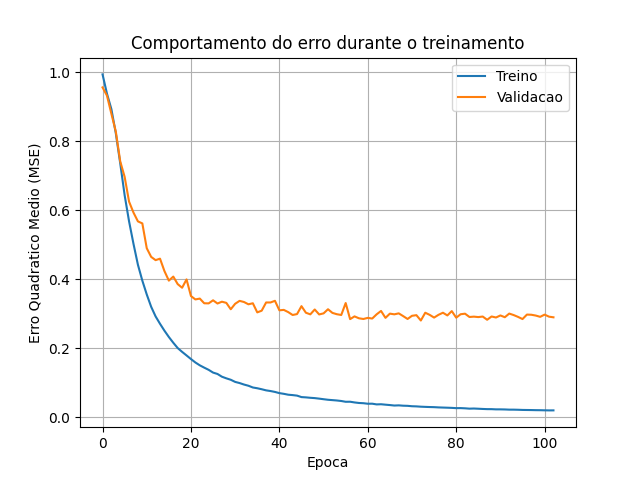 Comportamento do erro durante o treinamento
Treino
Validacao
Erro Quadratico Medio (MSE)
1.0
0.8
0.6
0.4
0.2
0.0
0
20
40
60
80
100
Epoca